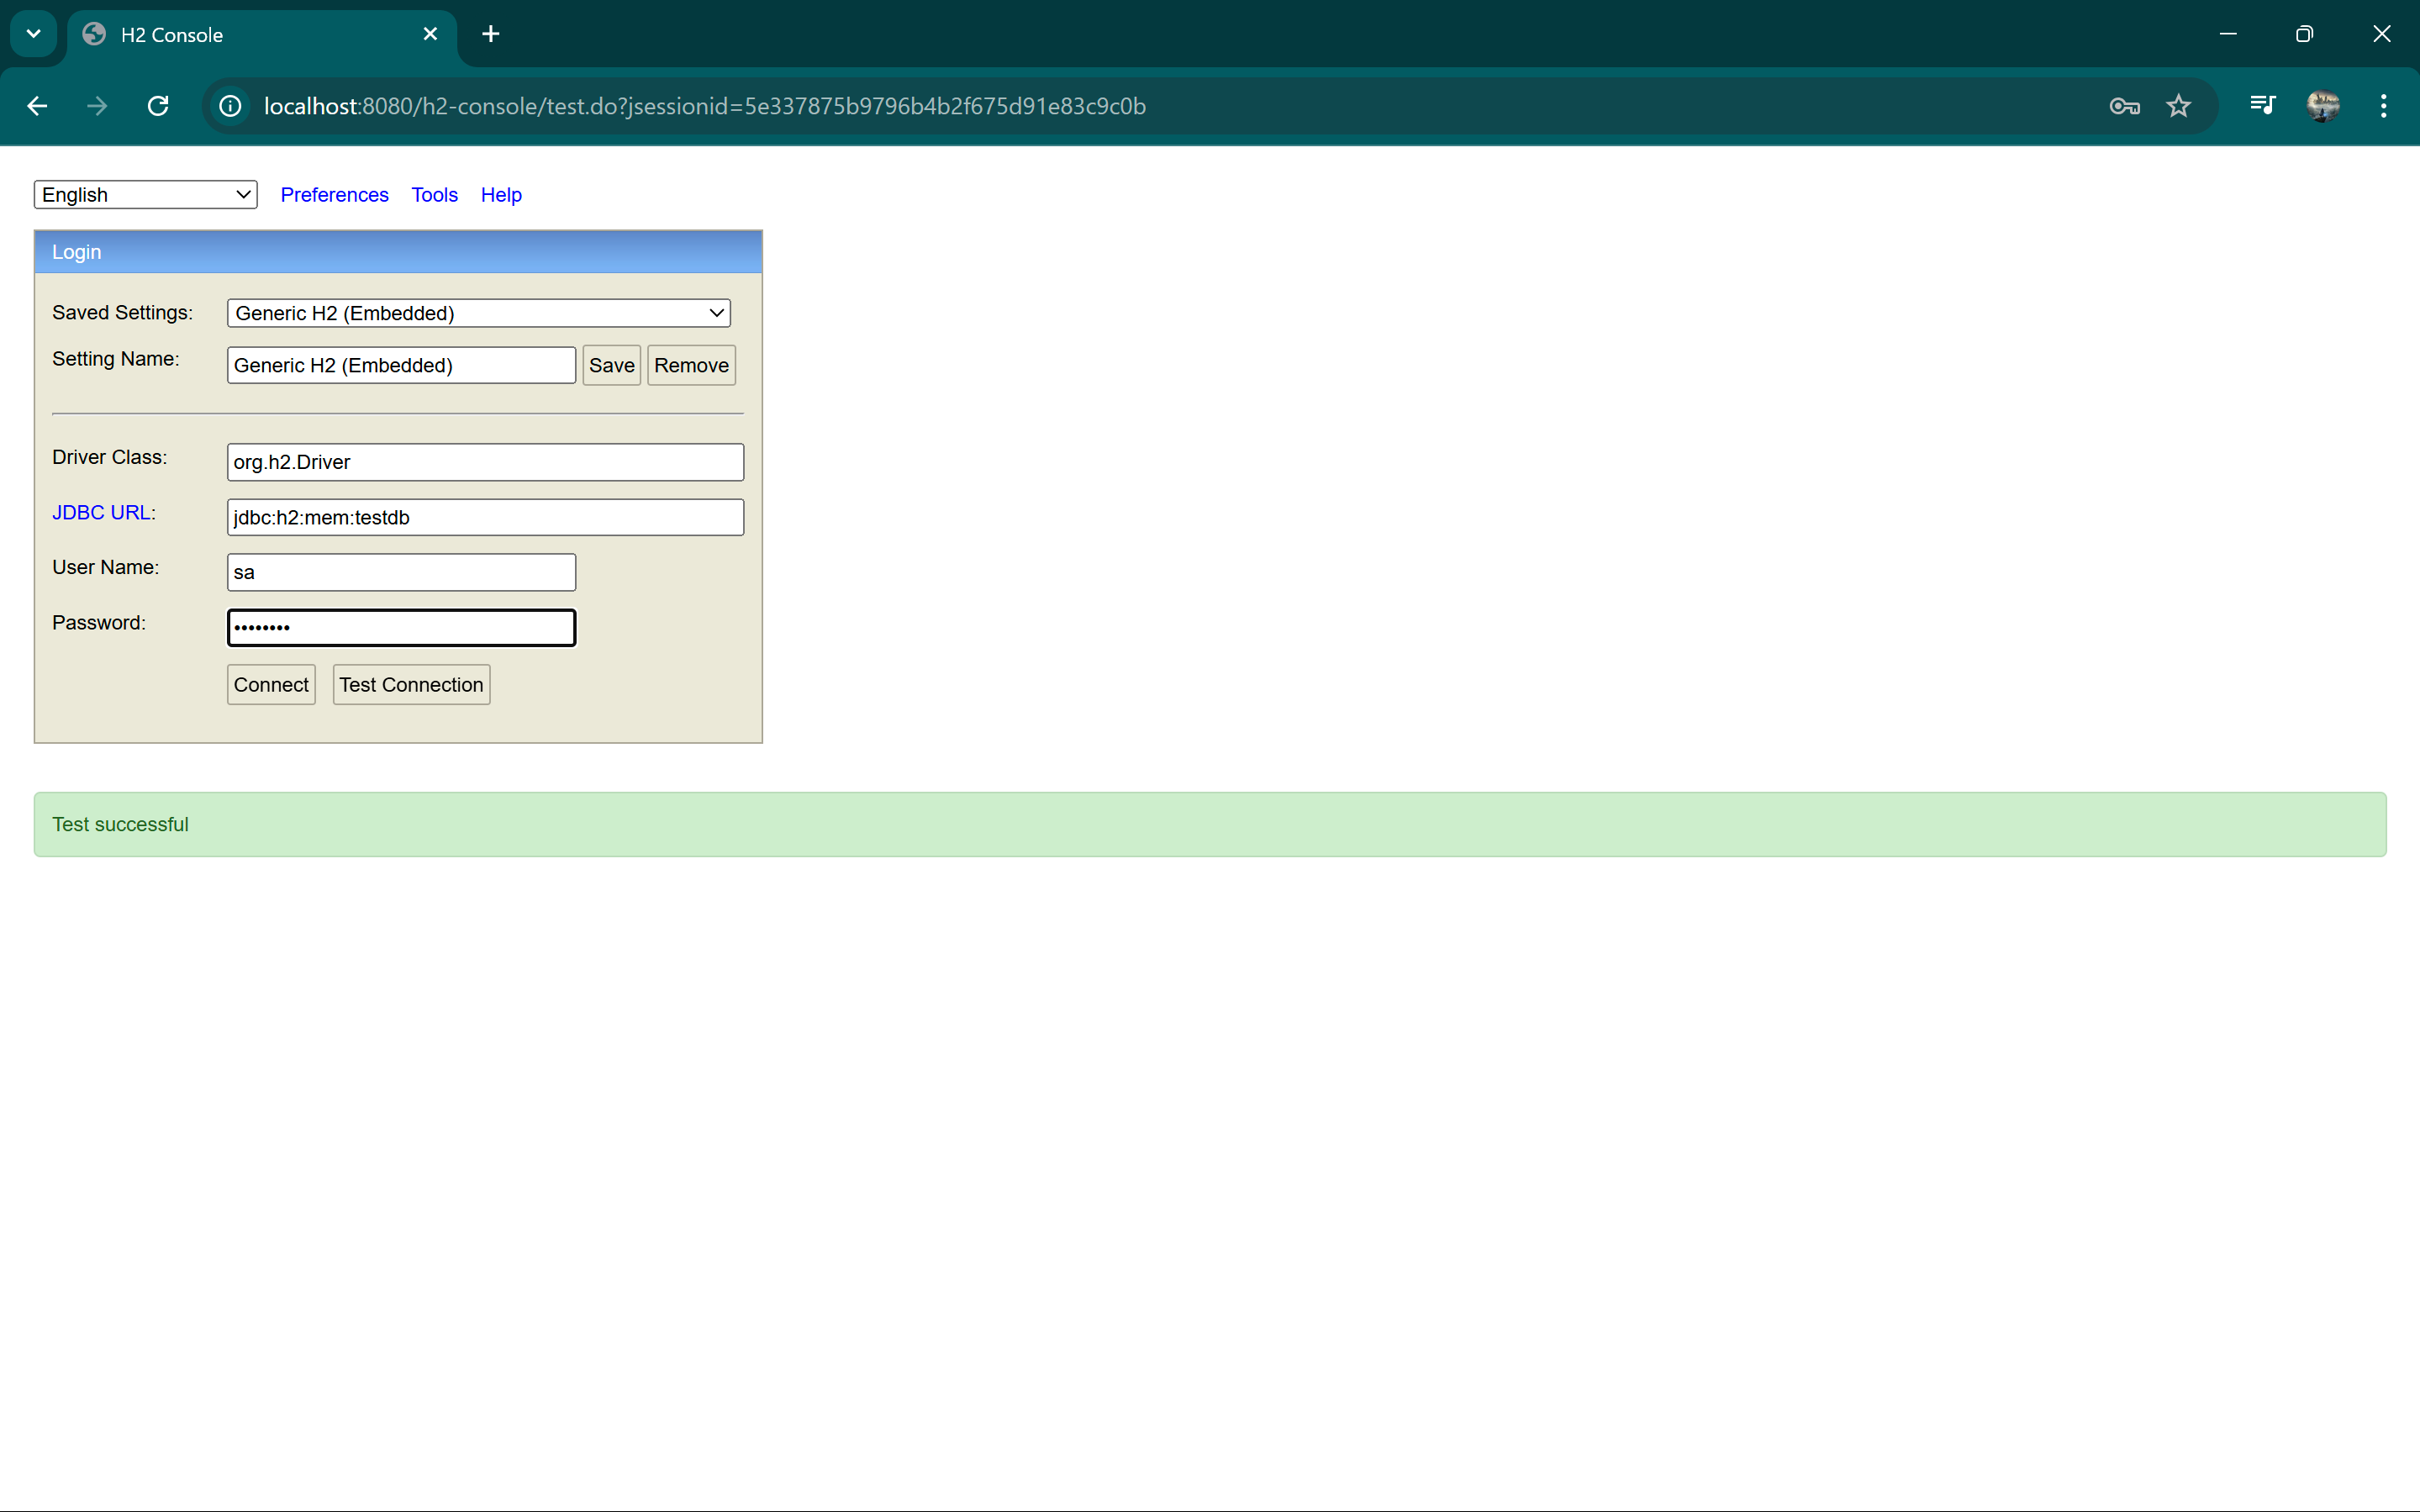 H2 Console
localhost:8080/h2-console/test.do?jsessionid=5e337875b9796b4b2f675d91e83c9c0b
English Preferences Tools Help
Login
Saved Settings: Generic H2 (Embedded)
Setting Name: Generic H2 (Embedded) Save Remove
Driver Class: org.h2.Driver
JDBC URL: jdbc:h2:mem:testdb
User Name: sa
Password: ••••••••
Connect Test Connection
Test successful